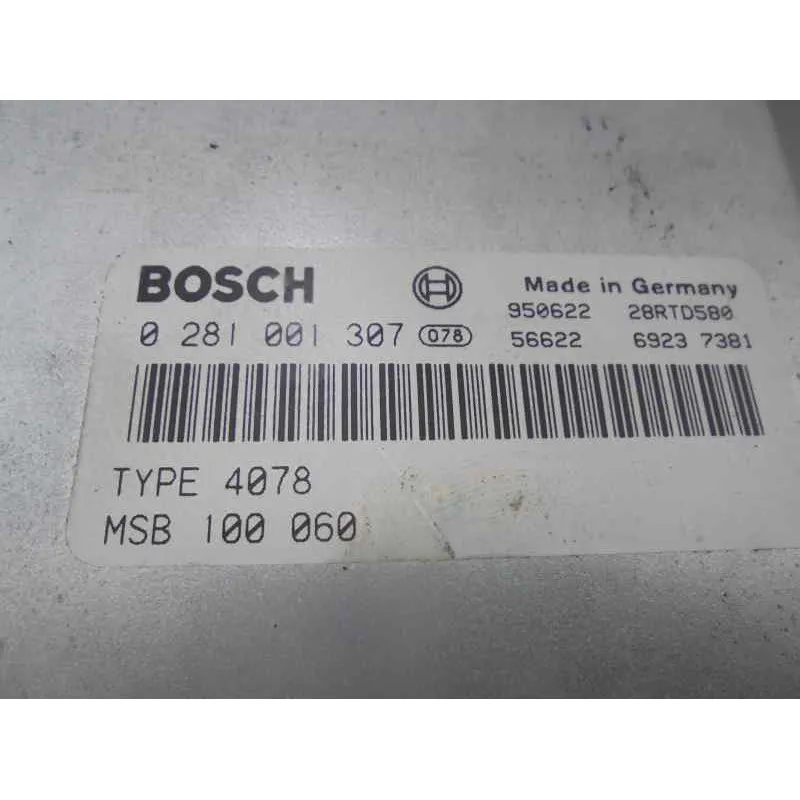 BOSCH Made in Germany
950622 28RTD580
0 281 001 307 078 56622 6923 7381
TYPE 4078
MSB 100 060